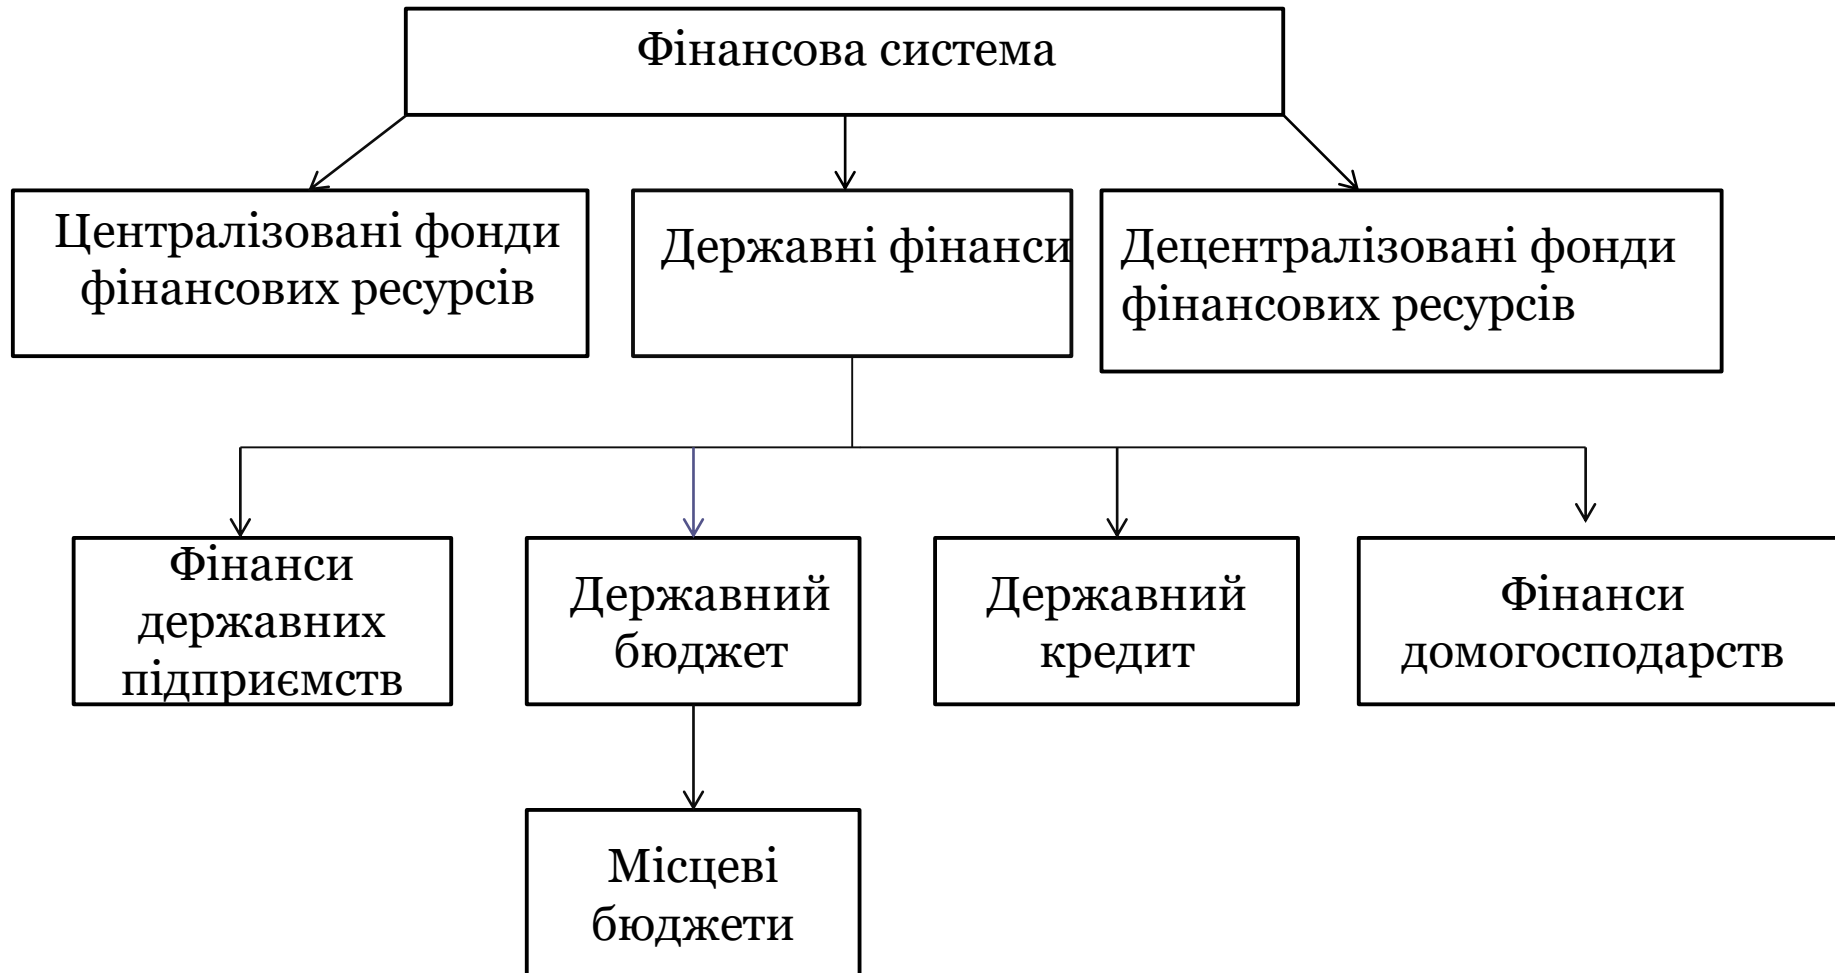 Фінансова система
Централізовані фонди
фінансових ресурсів
Державні фінанси
Децентралізовані фонди
фінансових ресурсів
Фінанси
державних
підприємств
Державний
бюджет
Державний
кредит
Фінанси
домогосподарств
Місцеві
бюджети